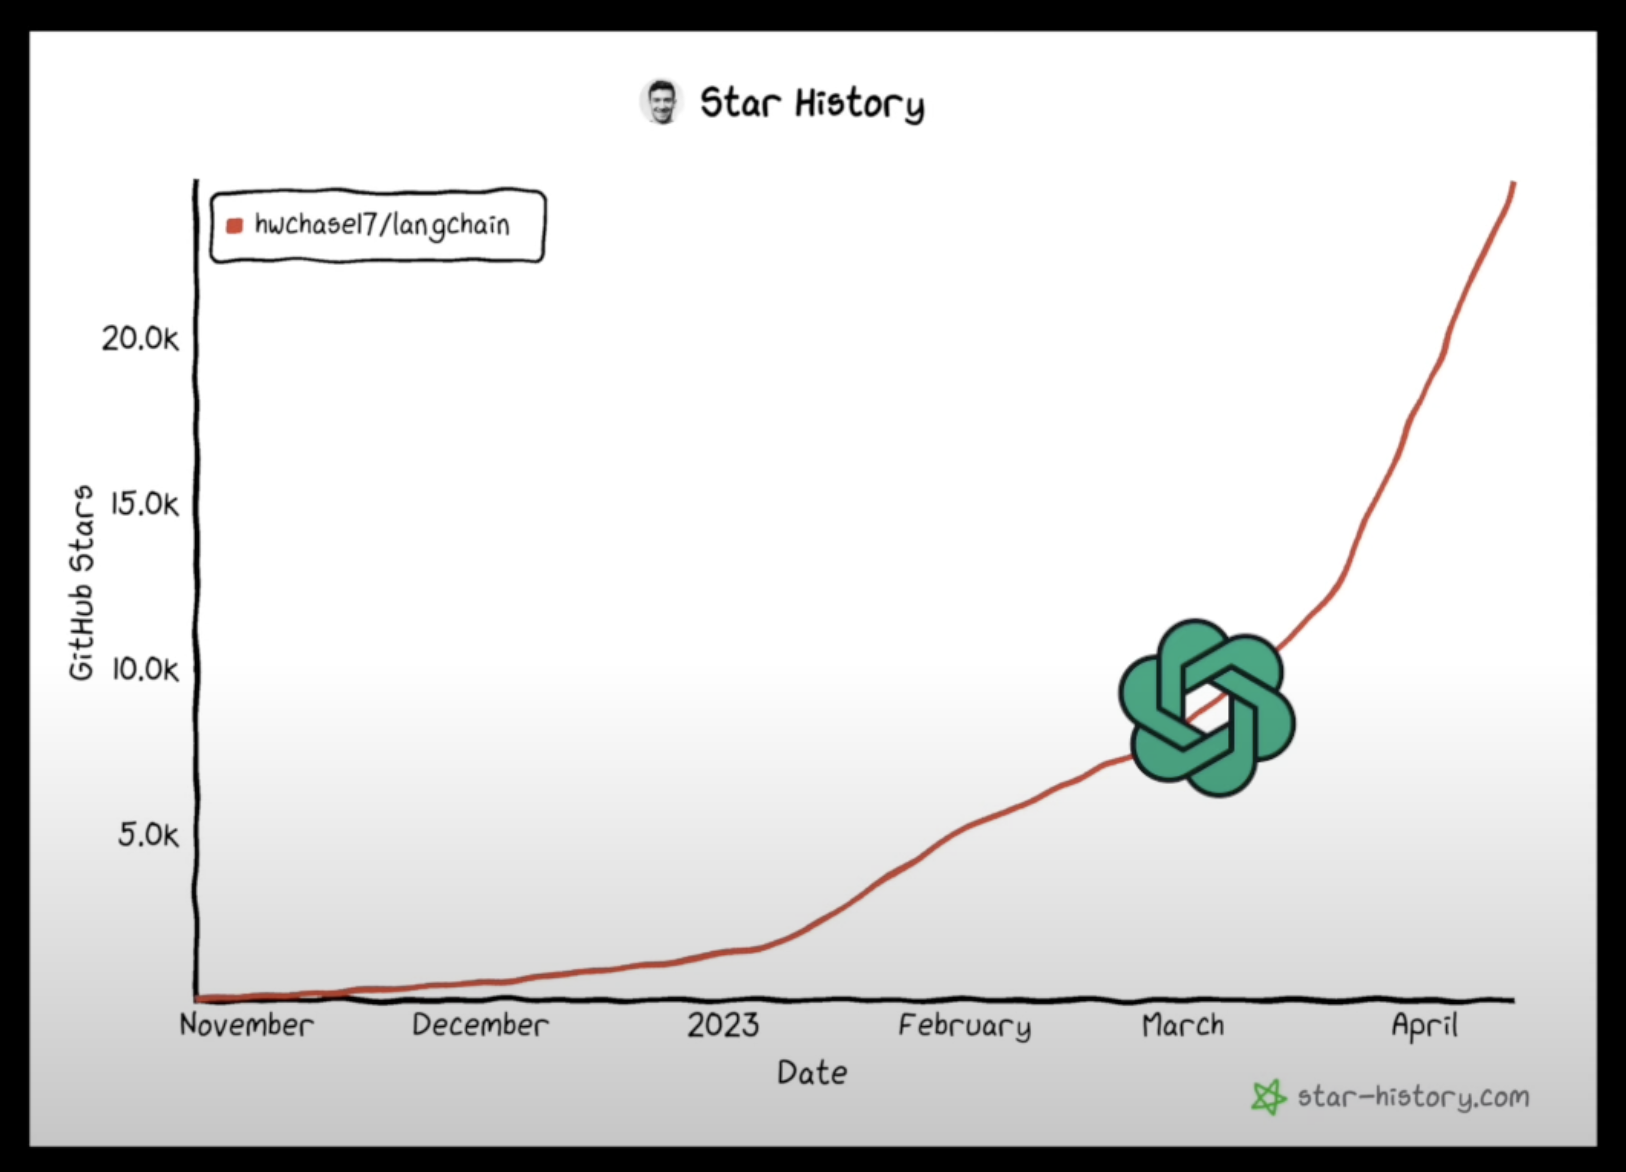 Star History
hwchase17/langchain
20.0k
15.0k
10.0k
5.0k
GitHub Stars
November December 2023 February March April
Date
star-history.com